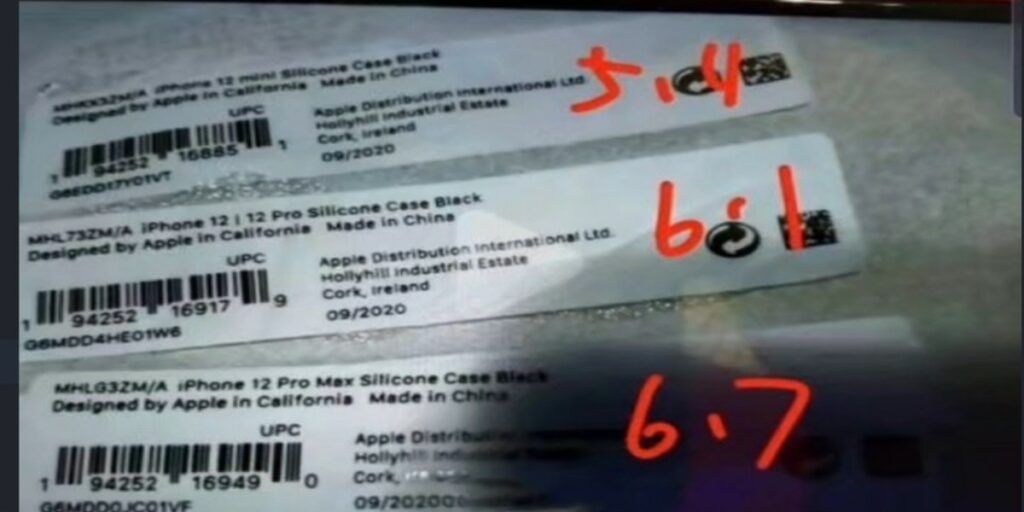 MHKX3ZM/A iPhone 12 mini Silicone Case Black
Designed by Apple in California Made in China
UPC
1 94252 16885 1
Apple Distribution International Ltd.
Hollyhill Industrial Estate
Cork, Ireland
09/2020
5.4
MHL73ZM/A iPhone 12 | 12 Pro Silicone Case Black
Designed by Apple in California Made in China
UPC
1 94252 16917 9
G6MDD4HE01W6
Apple Distribution International Ltd.
Hollyhill Industrial Estate
Cork, Ireland
09/2020
6.1
MHLG3ZM/A iPhone 12 Pro Max Silicone Case Black
Designed by Apple in California Made in China
UPC
1 94252 16949 0
G6MDD0JC01VF
Apple
Hollyhill
Cork,
09/2020
6.7